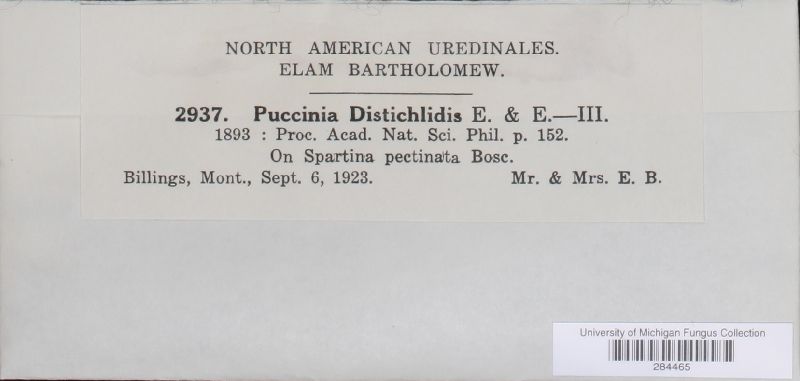 NORTH AMERICAN UREDINALES.
ELAM BARTHOLOMEW.
2937. Puccinia Distichlidis E. & E.—III.
1893 : Proc. Acad. Nat. Sci. Phil. p. 152.
On Spartina pectinata Bosc.
Billings, Mont., Sept. 6, 1923. Mr. & Mrs. E. B.
University of Michigan Fungus Collection
284465